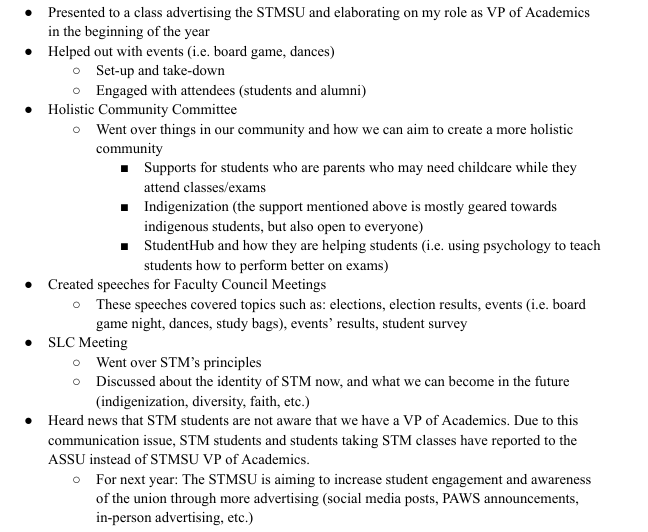 ● Presented to a class advertising the STMSU and elaborating on my role as VP of Academics
in the beginning of the year
● Helped out with events (i.e. board game, dances)
○ Set-up and take-down
○ Engaged with attendees (students and alumni)
● Holistic Community Committee
○ Went over things in our community and how we can aim to create a more holistic
community
■ Supports for students who are parents who may need childcare while they
attend classes/exams
■ Indigenization (the support mentioned above is mostly geared towards
indigenous students, but also open to everyone)
■ StudentHub and how they are helping students (i.e. using psychology to teach
students how to perform better on exams)
● Created speeches for Faculty Council Meetings
○ These speeches covered topics such as: elections, election results, events (i.e. board
game night, dances, study bags), events’ results, student survey
● SLC Meeting
○ Went over STM’s principles
○ Discussed about the identity of STM now, and what we can become in the future
(indigenization, diversity, faith, etc.)
● Heard news that STM students are not aware that we have a VP of Academics. Due to this
communication issue, STM students and students taking STM classes have reported to the
ASSU instead of STMSU VP of Academics.
○ For next year: The STMSU is aiming to increase student engagement and awareness
of the union through more advertising (social media posts, PAWS announcements,
in-person advertising, etc.)